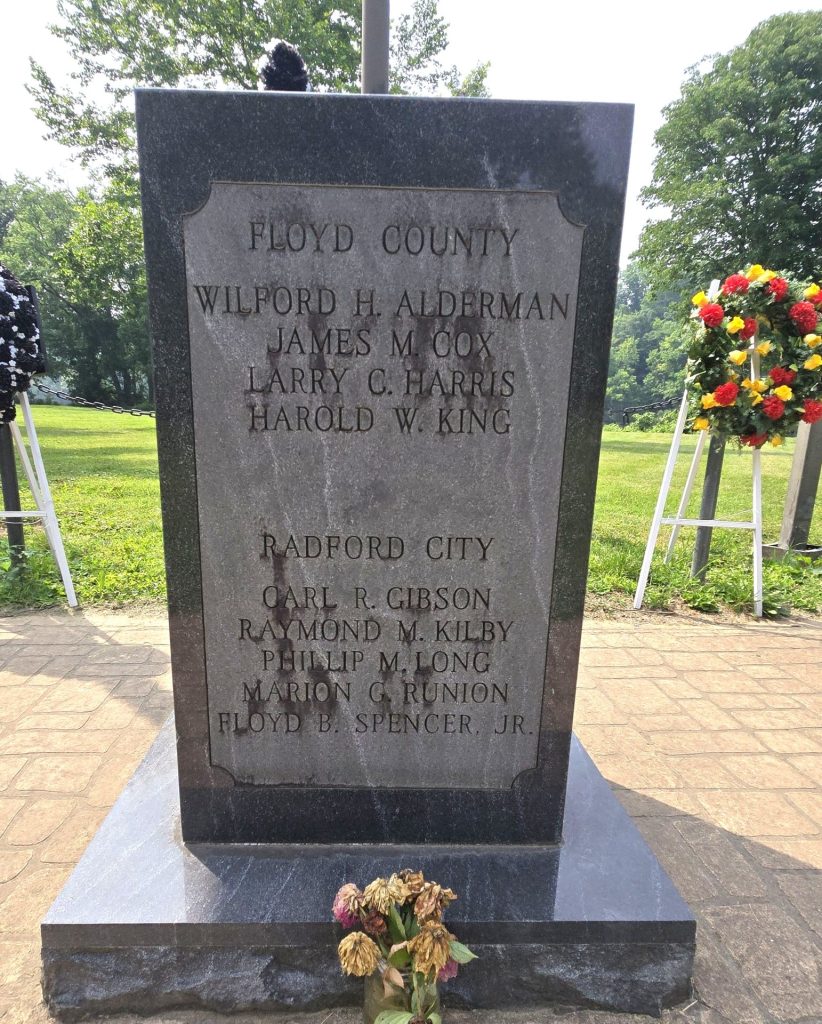 FLOYD COUNTY
WILFORD H. ALDERMAN
JAMES M. COX
LARRY C. HARRIS
HAROLD W. KING
RADFORD CITY
CARL R. GIBSON
RAYMOND M. KILBY
PHILLIP M. LONG
MARION G. RUNION
FLOYD B. SPENCER, JR.